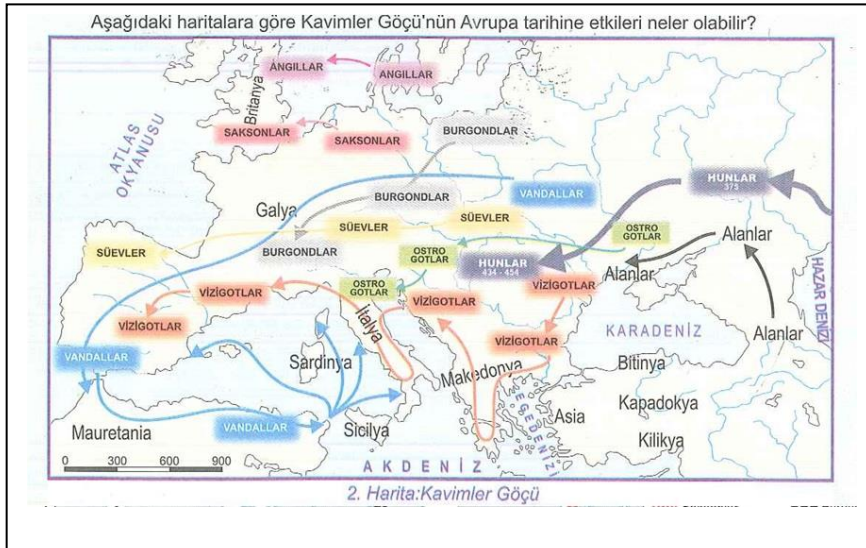 Aşağıdaki haritalara göre Kavimler Göçü'nün Avrupa tarihine etkileri neler olabilir?
ANGILLAR
ANGILLAR
Britanya
SAKSONLAR
SAKSONLAR
BURGONDLAR
ATLAS
OKYANUSU
HUNLAR
375
VANDALLAR
BURGONDLAR
Galya
SÜEVLER
SÜEVLER
SÜEVLER
OSTRO
GOTLAR
Alanlar
BURGONDLAR
OSTRO
GOTLAR
HUNLAR
434 - 454
Alanlar
OSTRO
GOTLAR
VİZİGOTLAR
VİZİGOTLAR
VİZİGOTLAR
HAZAR DENİZİ
İtalya
VİZİGOTLAR
KARADENİZ
Alanlar
VİZİGOTLAR
VANDALLAR
Sardinya
Makedonya
Bitinya
EGEDENİZİ
Asia
Kapadokya
Mauretania
VANDALLAR
Sicilya
Kilikya
0 300 600 900
AKDENİZ
2. Harita:Kavimler Göçü